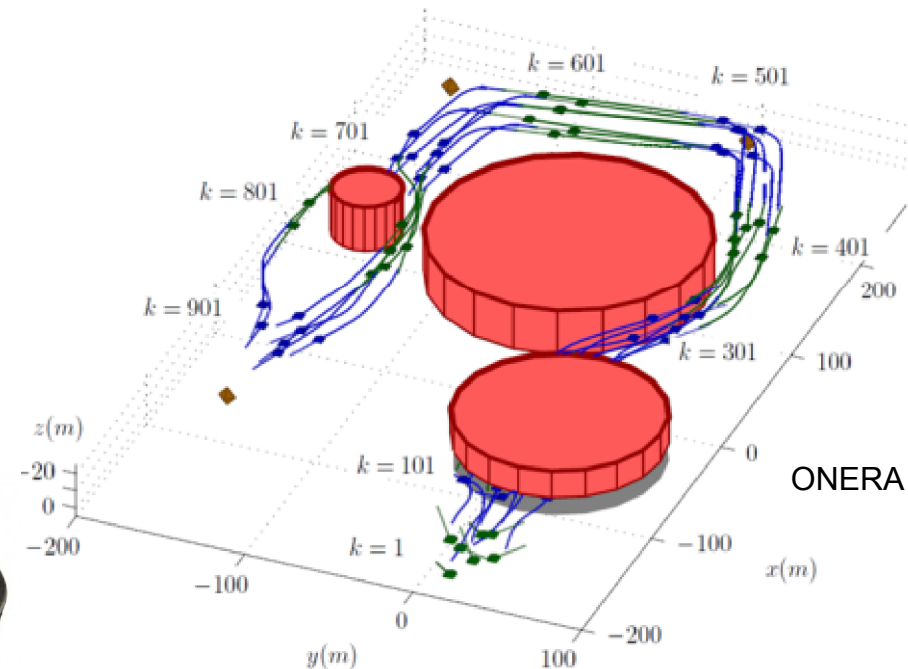 k = 601
k = 501
k = 701
k = 801
k = 401
200
k = 901
k = 301
100
z(m)
0
-20
k = 101
ONERA
0
−200
k = 1
−100
x(m)
−100
0
−200
y(m)
100